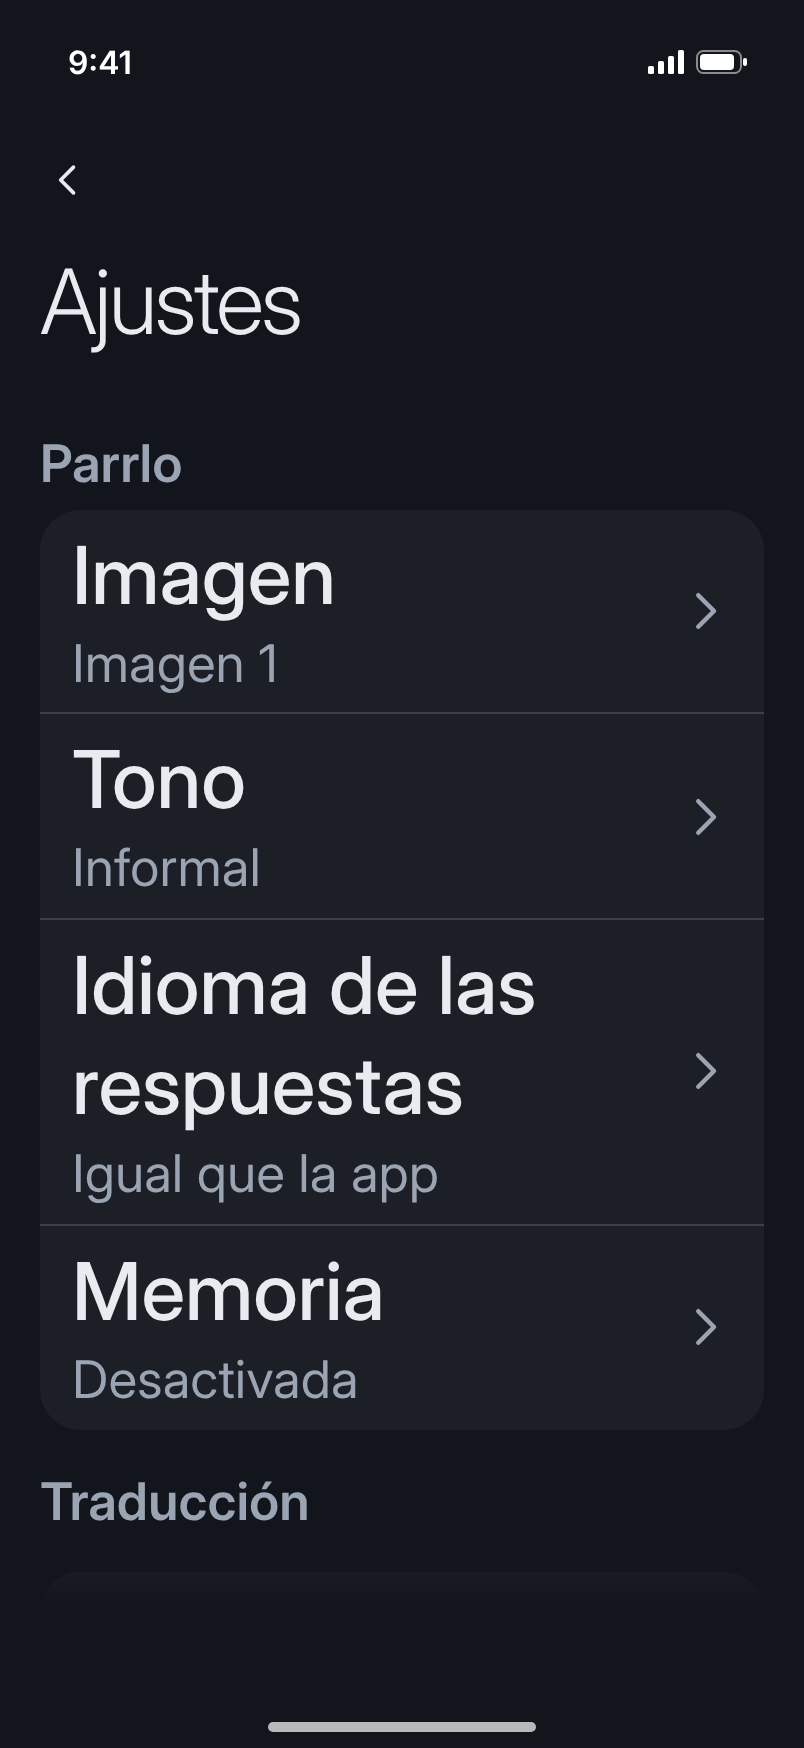 9:41
Ajustes
Parrlo
Imagen
Imagen 1
Tono
Informal
Idioma de las
respuestas
Igual que la app
Memoria
Desactivada
Traducción